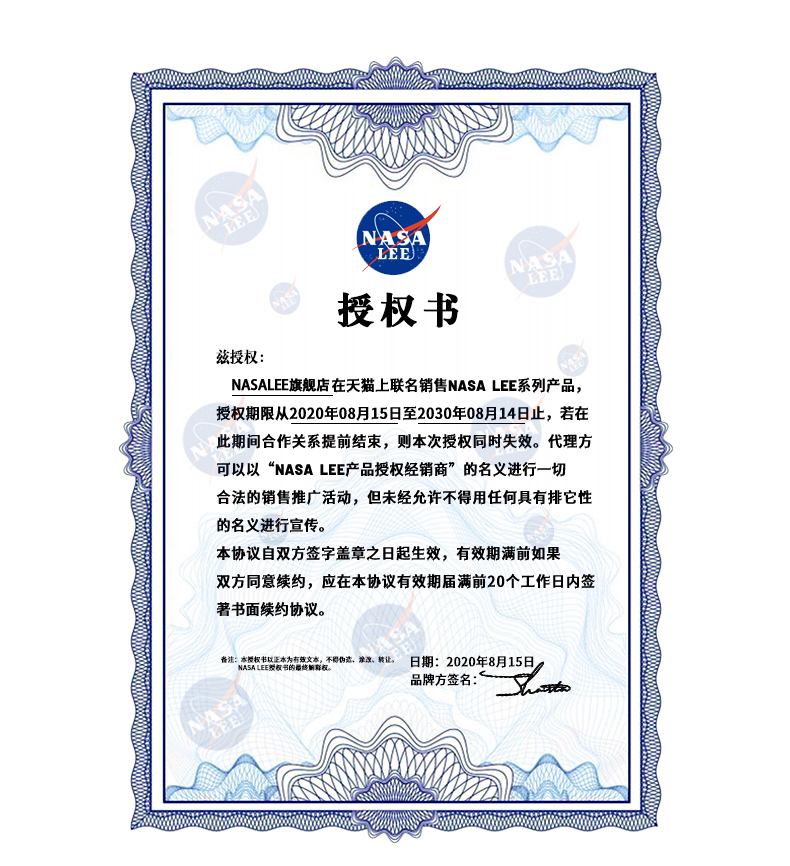 NASA
LEE
授权书
兹授权：
NASALEE旗舰店在天猫上联名销售NASA LEE系列产品，
授权期限从2020年08月15日至2030年08月14日止，若在
此期间合作关系提前结束，则本次授权同时失效。代理方
可以以“NASA LEE产品授权经销商”的名义进行一切
合法的销售推广活动，但未经允许不得用任何具有排它性
的名义进行宣传。
本协议自双方签字盖章之日起生效，有效期满前如果
双方同意续约，应在本协议有效期届满前20个工作日内签
著书面续约协议。
备注：本授权书以正本为有效文本，不得伪造、涂改、转让。
NASA LEE授权书的最终解释权。
日期：2020年8月15日
品牌方签名：